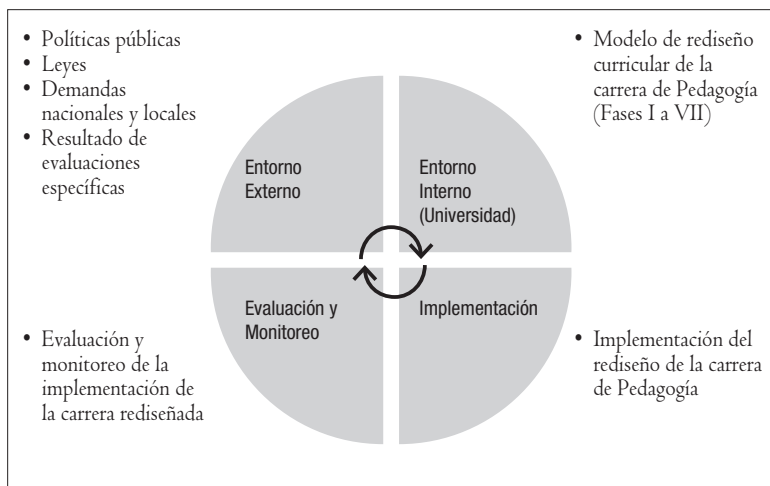 • Políticas públicas
• Leyes
• Demandas
nacionales y locales
• Resultado de
evaluaciones
específicas
• Modelo de rediseño
curricular de la
carrera de Pedagogía
(Fases I a VII)
Entorno
Externo
Entorno
Interno
(Universidad)
Evaluación y
Monitoreo
Implementación
• Evaluación y
monitoreo de la
implementación de
la carrera rediseñada
• Implementación del
rediseño de la carrera
de Pedagogía